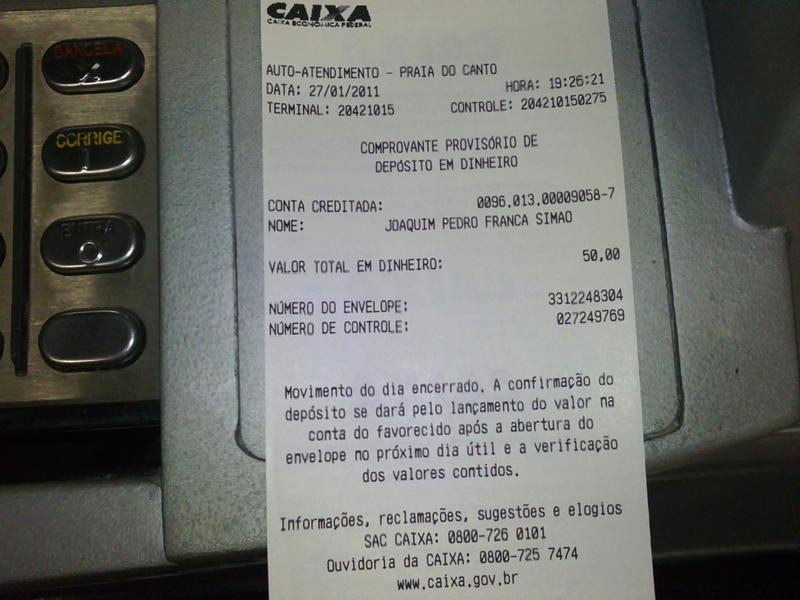 CANCELA
CORRIGE
ENTRA
CAIXA
CAIXA ECONÔMICA FEDERAL
AUTO-ATENDIMENTO - PRAIA DO CANTO
DATA: 27/01/2011 HORA: 19:26:21
TERMINAL: 20421015 CONTROLE: 204210150275
COMPROVANTE PROVISÓRIO DE
DEPÓSITO EM DINHEIRO
CONTA CREDITADA: 0096.013.00009058-7
NOME: JOAQUIM PEDRO FRANCA SIMAO
VALOR TOTAL EM DINHEIRO: 50,00
NÚMERO DO ENVELOPE: 3312248304
NÚMERO DE CONTROLE: 027249769
Movimento do dia encerrado. A confirmação do
depósito se dará pelo lançamento do valor na
conta do favorecido após a abertura do
envelope no próximo dia útil e a verificação
dos valores contidos.
Informações, reclamações, sugestões e elogios
SAC CAIXA: 0800-726 0101
Ouvidoria da CAIXA: 0800-725 7474
www.caixa.gov.br